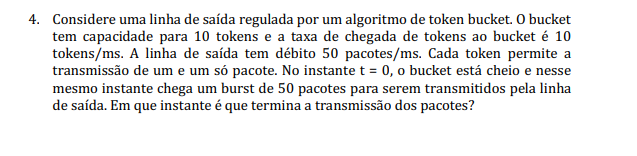 4. Considere uma linha de saída regulada por um algoritmo de token bucket. O bucket
tem capacidade para 10 tokens e a taxa de chegada de tokens ao bucket é 10
tokens/ms. A linha de saída tem débito 50 pacotes/ms. Cada token permite a
transmissão de um e um só pacote. No instante t = 0, o bucket está cheio e nesse
mesmo instante chega um burst de 50 pacotes para serem transmitidos pela linha
de saída. Em que instante é que termina a transmissão dos pacotes?